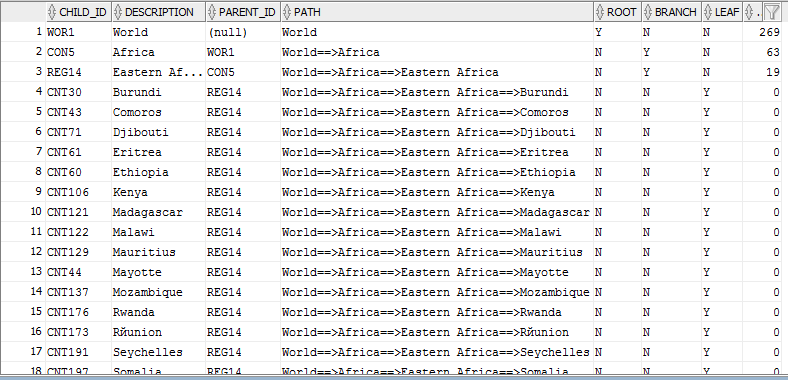 CHILD_ID DESCRIPTION PARENT_ID PATH ROOT BRANCH LEAF .
1 WOR1 World (null) World Y N N 269
2 CON5 Africa WOR1 World==>Africa N Y N 63
3 REG14 Eastern Af... CON5 World==>Africa==>Eastern Africa N Y N 19
4 CNT30 Burundi REG14 World==>Africa==>Eastern Africa==>Burundi N N Y 0
5 CNT43 Comoros REG14 World==>Africa==>Eastern Africa==>Comoros N N Y 0
6 CNT71 Djibouti REG14 World==>Africa==>Eastern Africa==>Djibouti N N Y 0
7 CNT61 Eritrea REG14 World==>Africa==>Eastern Africa==>Eritrea N N Y 0
8 CNT60 Ethiopia REG14 World==>Africa==>Eastern Africa==>Ethiopia N N Y 0
9 CNT106 Kenya REG14 World==>Africa==>Eastern Africa==>Kenya N N Y 0
10 CNT121 Madagascar REG14 World==>Africa==>Eastern Africa==>Madagascar N N Y 0
11 CNT122 Malawi REG14 World==>Africa==>Eastern Africa==>Malawi N N Y 0
12 CNT129 Mauritius REG14 World==>Africa==>Eastern Africa==>Mauritius N N Y 0
13 CNT44 Mayotte REG14 World==>Africa==>Eastern Africa==>Mayotte N N Y 0
14 CNT137 Mozambique REG14 World==>Africa==>Eastern Africa==>Mozambique N N Y 0
15 CNT176 Rwanda REG14 World==>Africa==>Eastern Africa==>Rwanda N N Y 0
16 CNT173 Rйunion REG14 World==>Africa==>Eastern Africa==>Rйunion N N Y 0
17 CNT191 Seychelles REG14 World==>Africa==>Eastern Africa==>Seychelles N N Y 0
18 CNT197 Somalia REG14 World==>Africa==>Eastern Africa==>Somalia N N Y 0